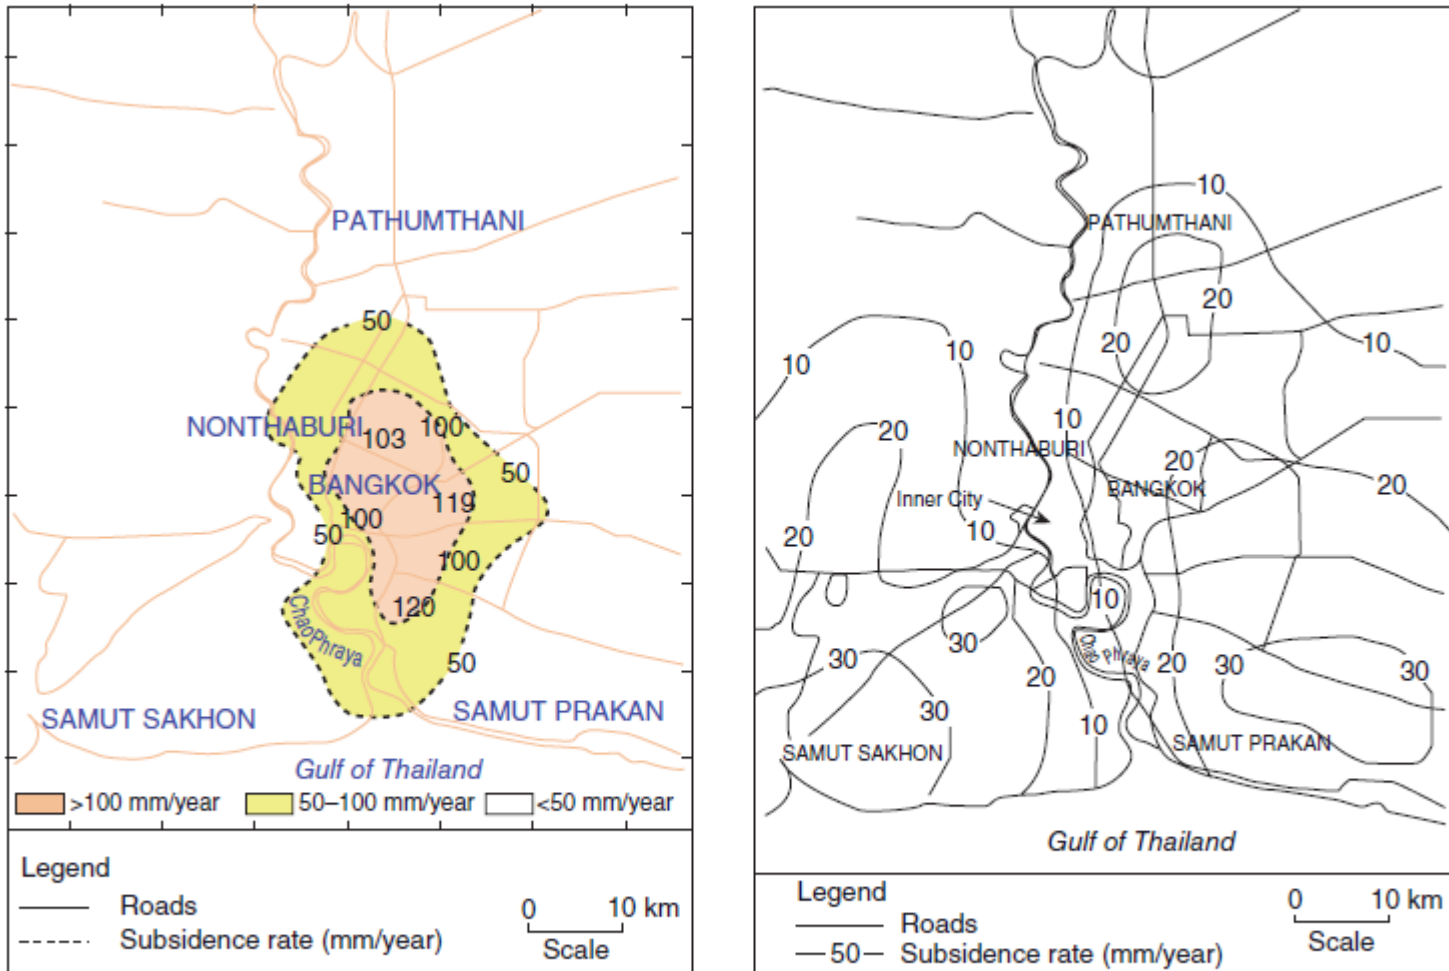 50
PATHUMTHANI
NONTHABURI
103
100
BANGKOK
50
119
100
50
100
120
ChaoPhraya
50
SAMUT SAKHON
SAMUT PRAKAN
Gulf of Thailand
>100 mm/year
50–100 mm/year
<50 mm/year
Legend
Roads
Subsidence rate (mm/year)
0 10 km
Scale
10
PATHUMTHANI
20
20
10
10
10
10
20
NONTHABURI
20
BANGKOK
20
Inner City
10
20
10
30
30
Chao Phraya
20
30
30
20
30
10
SAMUT SAKHON
SAMUT PRAKAN
Gulf of Thailand
Legend
Roads
50 Subsidence rate (mm/year)
0 10 km
Scale